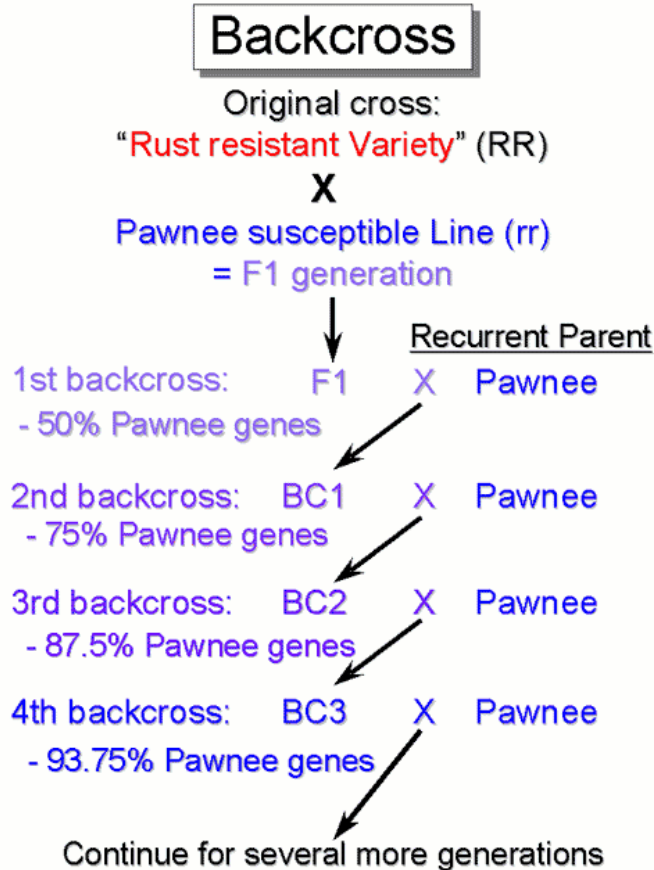 Backcross
Original cross:
“Rust resistant Variety” (RR)
X
Pawnee susceptible Line (rr)
= F1 generation
Recurrent Parent
1st backcross: F1 X Pawnee
- 50% Pawnee genes
2nd backcross: BC1 X Pawnee
- 75% Pawnee genes
3rd backcross: BC2 X Pawnee
- 87.5% Pawnee genes
4th backcross: BC3 X Pawnee
- 93.75% Pawnee genes
Continue for several more generations